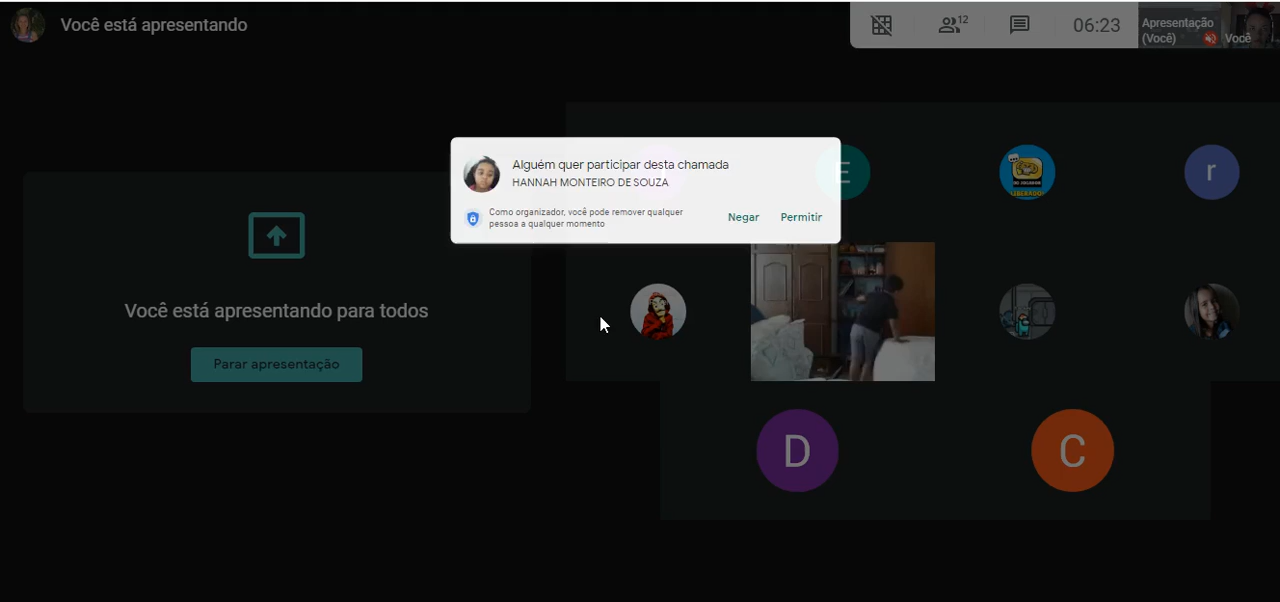 Você está apresentando
12
06:23
Apresentação
(Você)
Você
Alguém quer participar desta chamada
HANNAH MONTEIRO DE SOUZA
Como organizador, você pode remover qualquer
pessoa a qualquer momento
Negar
Permitir
E
LIBERADO
r
Você está apresentando para todos
Parar apresentação
D
C